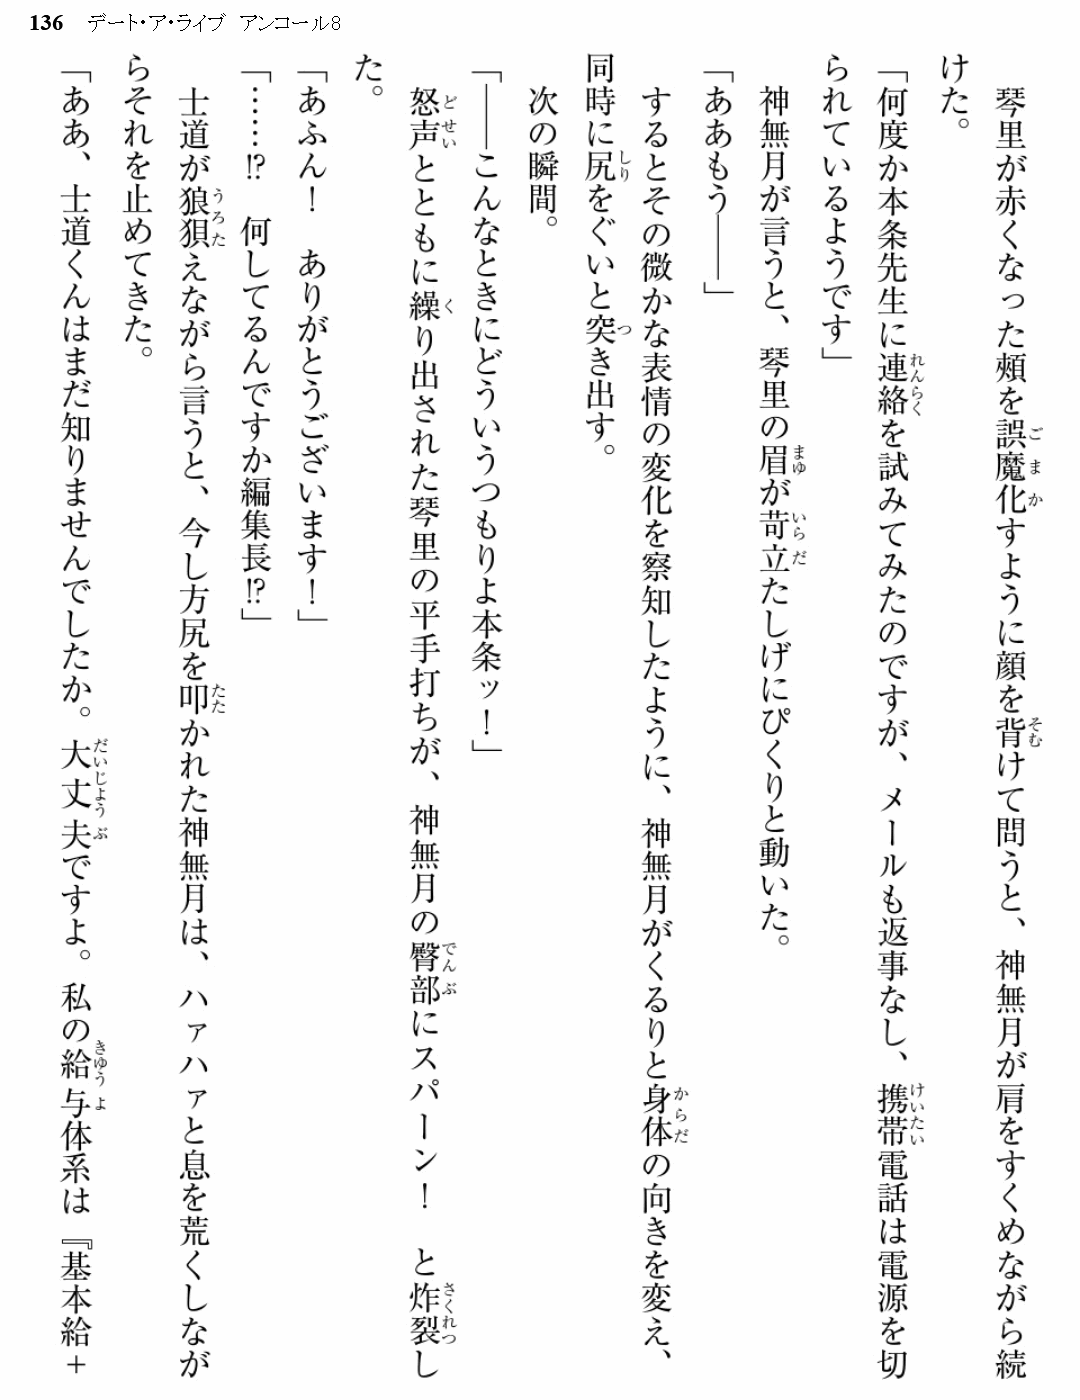 136 デート・ア・ライブ アンコール8
　琴里が赤くなった頰を誤魔化すように顔を背けて問うと、神無月が肩をすくめながら続
けた。
「何度か本条先生に連絡を試みてみたのですが、メールも返事なし、携帯電話は電源を切
られているようです」
　神無月が言うと、琴里の眉が苛立たしげにぴくりと動いた。
「ああもう――」
　するとその微かな表情の変化を察知したように、神無月がくるりと身体の向きを変え、
同時に尻をぐいと突き出す。
　次の瞬間。
「――こんなときにどういうつもりよ本条ッ！」
　怒声とともに繰り出された琴里の平手打ちが、神無月の臀部にスパーン！　と炸裂し
た。
「あふん！　ありがとうございます！」
「……!?　何してるんですか編集長!?」
　士道が狼狽えながら言うと、今し方尻を叩かれた神無月は、ハァハァと息を荒くしなが
らそれを止めてきた。
「ああ、士道くんはまだ知りませんでしたか。大丈夫ですよ。私の給与体系は『基本給＋